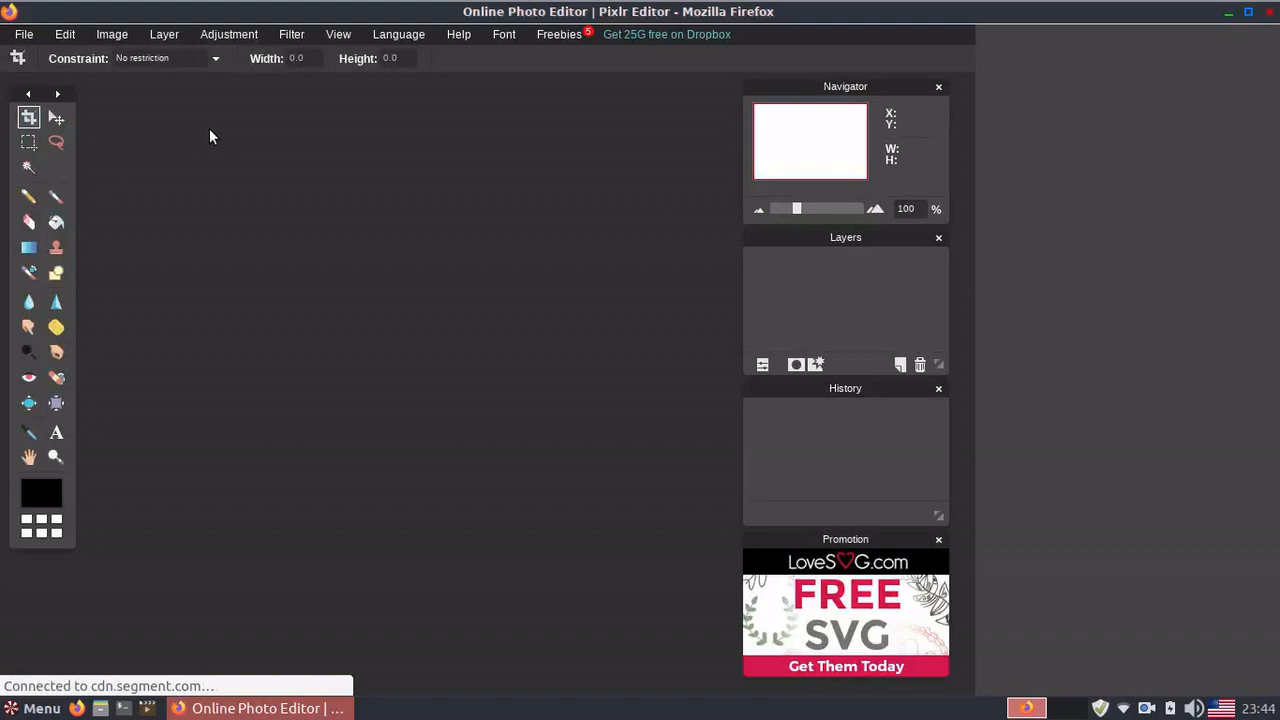 Online Photo Editor | Pixlr Editor - Mozilla Firefox
File Edit Image Layer Adjustment Filter View Language Help Font Freebies 5 Get 25G free on Dropbox
Constraint: No restriction Width: 0.0 Height: 0.0
Navigator
X:
Y:
W:
H:
100 %
Layers
History
Promotion
LoveSVG.com
FREE
SVG
Get Them Today
A
Connected to cdn.segment.com...
Menu Online Photo Editor | ... 23:44